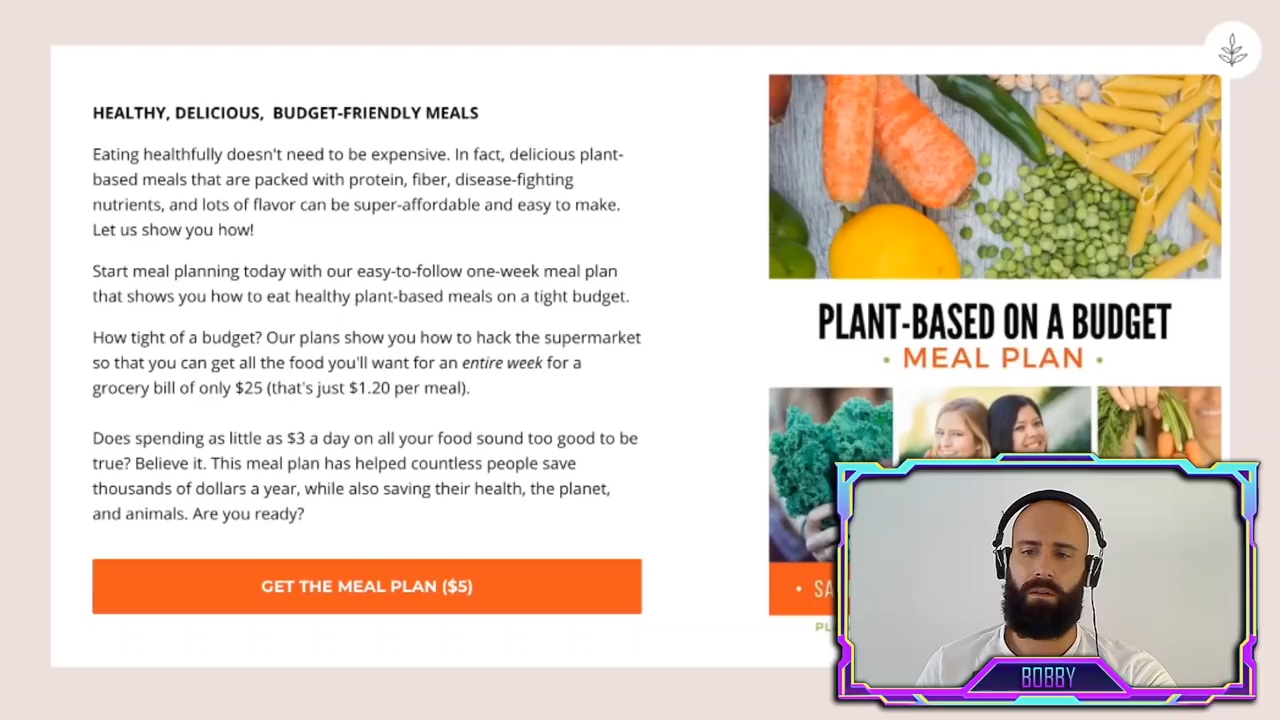 HEALTHY, DELICIOUS, BUDGET-FRIENDLY MEALS
Eating healthfully doesn't need to be expensive. In fact, delicious plant-
based meals that are packed with protein, fiber, disease-fighting
nutrients, and lots of flavor can be super-affordable and easy to make.
Let us show you how!
Start meal planning today with our easy-to-follow one-week meal plan
that shows you how to eat healthy plant-based meals on a tight budget.
How tight of a budget? Our plans show you how to hack the supermarket
so that you can get all the food you'll want for an entire week for a
grocery bill of only $25 (that's just $1.20 per meal).
Does spending as little as $3 a day on all your food sound too good to be
true? Believe it. This meal plan has helped countless people save
thousands of dollars a year, while also saving their health, the planet,
and animals. Are you ready?
GET THE MEAL PLAN ($5)
PLANT-BASED ON A BUDGET
• MEAL PLAN •
BOBBY